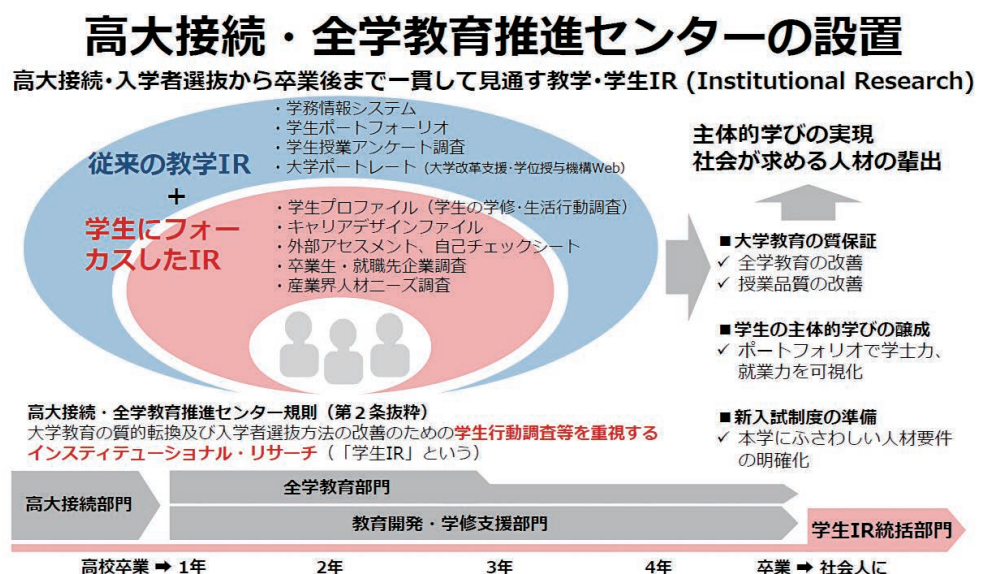 高大接続・全学教育推進センターの設置
高大接続・入学者選抜から卒業後まで一貫して見通す教学・学生IR (Institutional Research)
・学務情報システム
・学生ポートフォーリオ
・学生授業アンケート調査
・大学ポートレート（大学改革支援・学位授与機構Web）
従来の教学IR
+
学生にフォー
カスしたIR
・学生プロファイル（学生の学修・生活行動調査）
・キャリアデザインファイル
・外部アセスメント、自己チェックシート
・卒業生・就職先企業調査
・産業界人材ニーズ調査
主体的学びの実現
社会が求める人材の輩出
■大学教育の質保証
✓ 全学教育の改善
✓ 授業品質の改善
■学生の主体的学びの醸成
✓ ポートフォリオで学士力、
就業力を可視化
■新入試制度の準備
✓ 本学にふさわしい人材要件
の明確化
高大接続・全学教育推進センター規則（第２条抜粋）
大学教育の質的転換及び入学者選抜方法の改善のための学生行動調査等を重視する
インスティテューショナル・リサーチ（「学生IR」という）
高大接続部門
全学教育部門
教育開発・学修支援部門
学生IR統括部門
高校卒業 ➡ 1年
2年
3年
4年
卒業 ➡ 社会人に